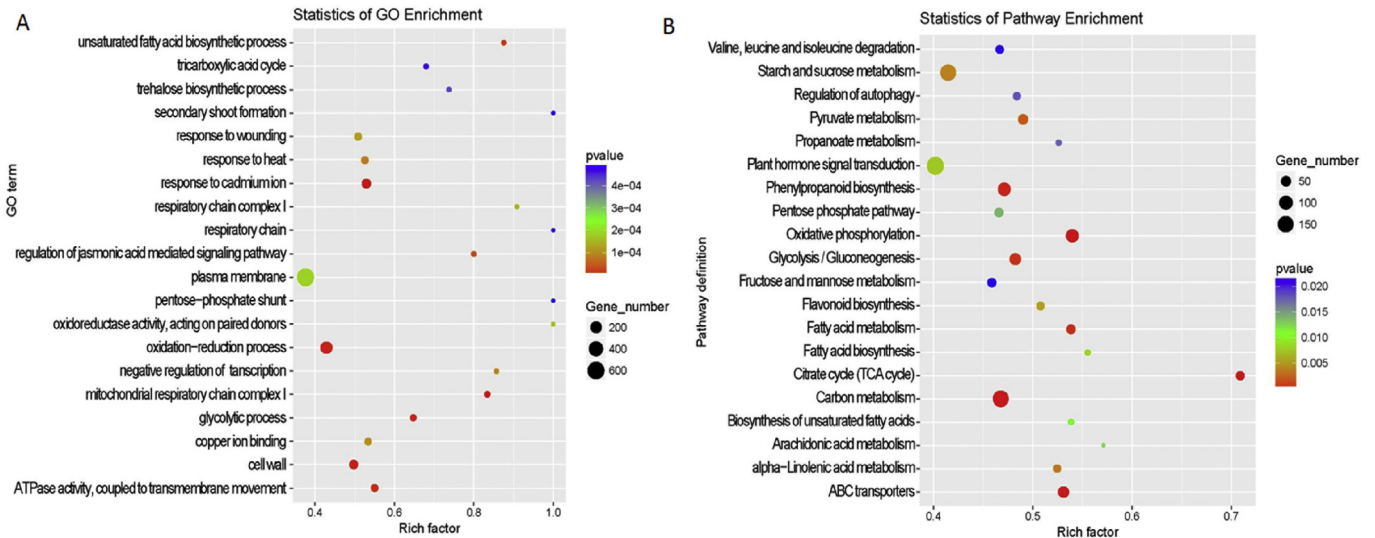 A
Statistics of GO Enrichment
GO term
unsaturated fatty acid biosynthetic process
tricarboxylic acid cycle
trehalose biosynthetic process
secondary shoot formation
response to wounding
response to heat
response to cadmium ion
respiratory chain complex I
respiratory chain
regulation of jasmonic acid mediated signaling pathway
plasma membrane
pentose-phosphate shunt
oxidoreductase activity, acting on paired donors
oxidation-reduction process
negative regulation of tanscription
mitochondrial respiratory chain complex I
glycolytic process
copper ion binding
cell wall
ATPase activity, coupled to transmembrane movement
0.4 0.6 0.8 1.0
Rich factor
pvalue
4e-04
3e-04
2e-04
1e-04
Gene_number
200
400
600
B
Statistics of Pathway Enrichment
Pathway definition
Valine, leucine and isoleucine degradation
Starch and sucrose metabolism
Regulation of autophagy
Pyruvate metabolism
Propanoate metabolism
Plant hormone signal transduction
Phenylpropanoid biosynthesis
Pentose phosphate pathway
Oxidative phosphorylation
Glycolysis / Gluconeogenesis
Fructose and mannose metabolism
Flavonoid biosynthesis
Fatty acid metabolism
Fatty acid biosynthesis
Citrate cycle (TCA cycle)
Carbon metabolism
Biosynthesis of unsaturated fatty acids
Arachidonic acid metabolism
alpha-Linolenic acid metabolism
ABC transporters
0.4 0.5 0.6 0.7
Rich factor
Gene_number
50
100
150
pvalue
0.020
0.015
0.010
0.005